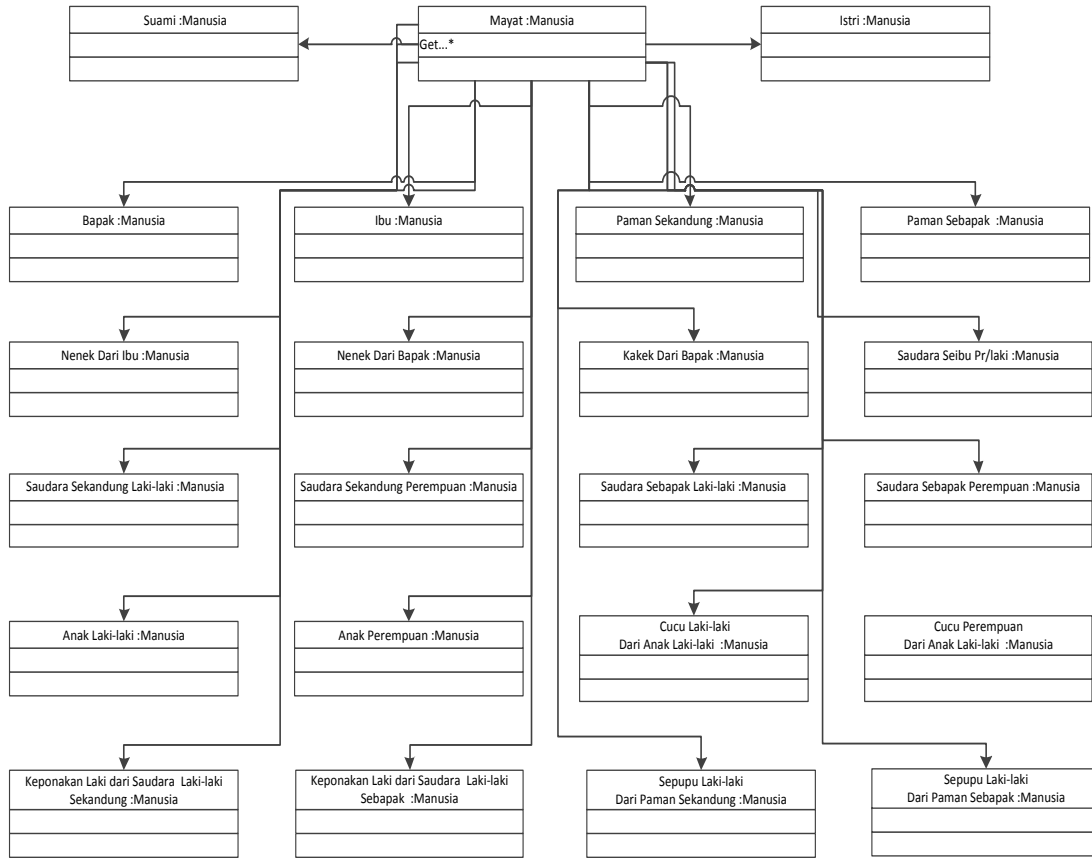 Suami :Manusia
Mayat :Manusia
Get...*
Istri :Manusia
Bapak :Manusia
Ibu :Manusia
Paman Sekandung :Manusia
Paman Sebapak  :Manusia
Nenek Dari Ibu :Manusia
Nenek Dari Bapak :Manusia
Kakek Dari Bapak :Manusia
Saudara Seibu Pr/laki :Manusia
Saudara Sekandung Laki-laki :Manusia
Saudara Sekandung Perempuan :Manusia
Saudara Sebapak Laki-laki :Manusia
Saudara Sebapak Perempuan :Manusia
Anak Laki-laki :Manusia
Anak Perempuan :Manusia
Cucu Laki-laki
Dari Anak Laki-laki  :Manusia
Cucu Perempuan
Dari Anak Laki-laki  :Manusia
Keponakan Laki dari Saudara  Laki-laki
Sekandung :Manusia
Keponakan Laki dari Saudara  Laki-laki
Sebapak  :Manusia
Sepupu Laki-laki
Dari Paman Sekandung :Manusia
Sepupu Laki-laki
Dari Paman Sebapak :Manusia